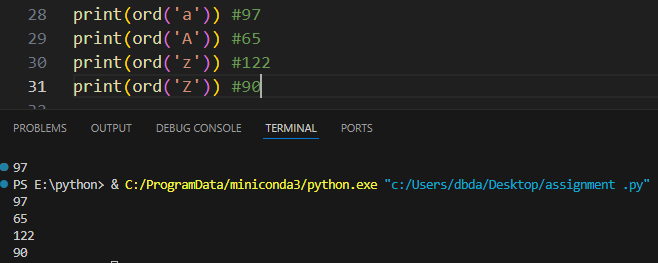 28 print(ord('a')) #97
29 print(ord('A')) #65
30 print(ord('z')) #122
31 print(ord('Z')) #90
32
PROBLEMS OUTPUT DEBUG CONSOLE TERMINAL PORTS
97
PS E:\python> & C:/ProgramData/miniconda3/python.exe "c:/Users/dbda/Desktop/assignment .py"
97
65
122
90